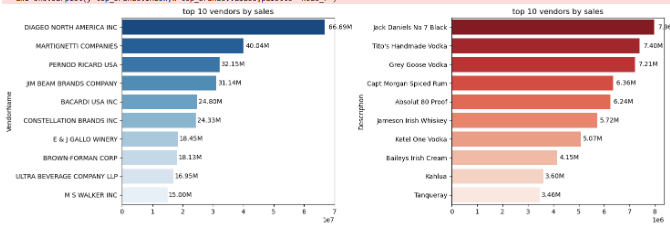 top 10 vendors by sales
VendorName
DIAGEO NORTH AMERICA INC 66.69M
MARTIGNETTI COMPANIES 40.04M
PERNOD RICARD USA 32.15M
JIM BEAM BRANDS COMPANY 31.14M
BACARDI USA INC 24.80M
CONSTELLATION BRANDS INC 24.33M
E & J GALLO WINERY 18.45M
BROWN-FORMAN CORP 18.13M
ULTRA BEVERAGE COMPANY LLP 16.95M
M S WALKER INC
0 1 2 3 4 5 6 7
1e7
top 10 vendors by sales
Description
Jack Daniels No 7 Black
Tito's Handmade Vodka 7.40M
Grey Goose Vodka 7.21M
Capt Morgan Spiced Rum 6.36M
Absolut 80 Proof 6.24M
Jameson Irish Whiskey 5.72M
Ketel One Vodka 5.07M
Baileys Irish Cream 4.15M
Kahlua 3.60M
Tanqueray 3.46M
0 1 2 3 4 5 6 7 8
1e6